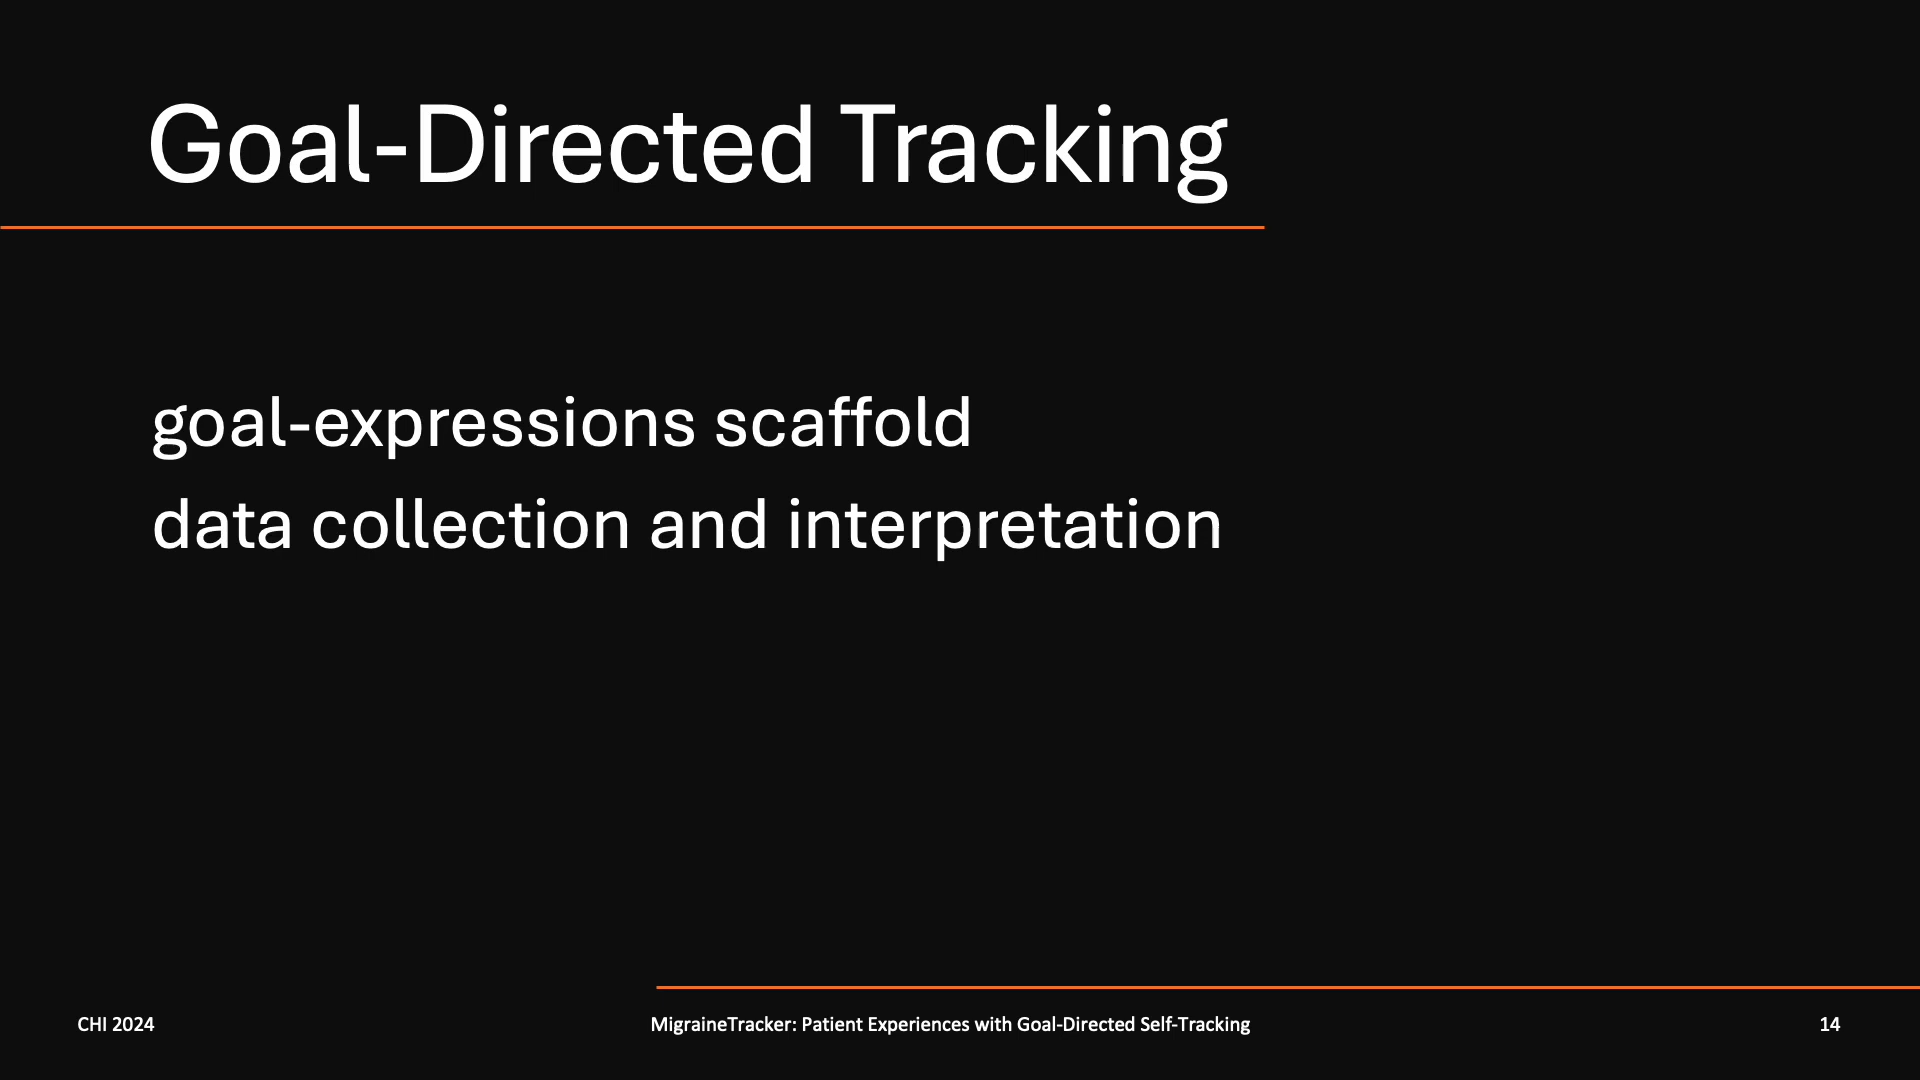 Goal-Directed Tracking
goal-expressions scaffold
data collection and interpretation
CHI 2024
MigraineTracker: Patient Experiences with Goal-Directed Self-Tracking
14